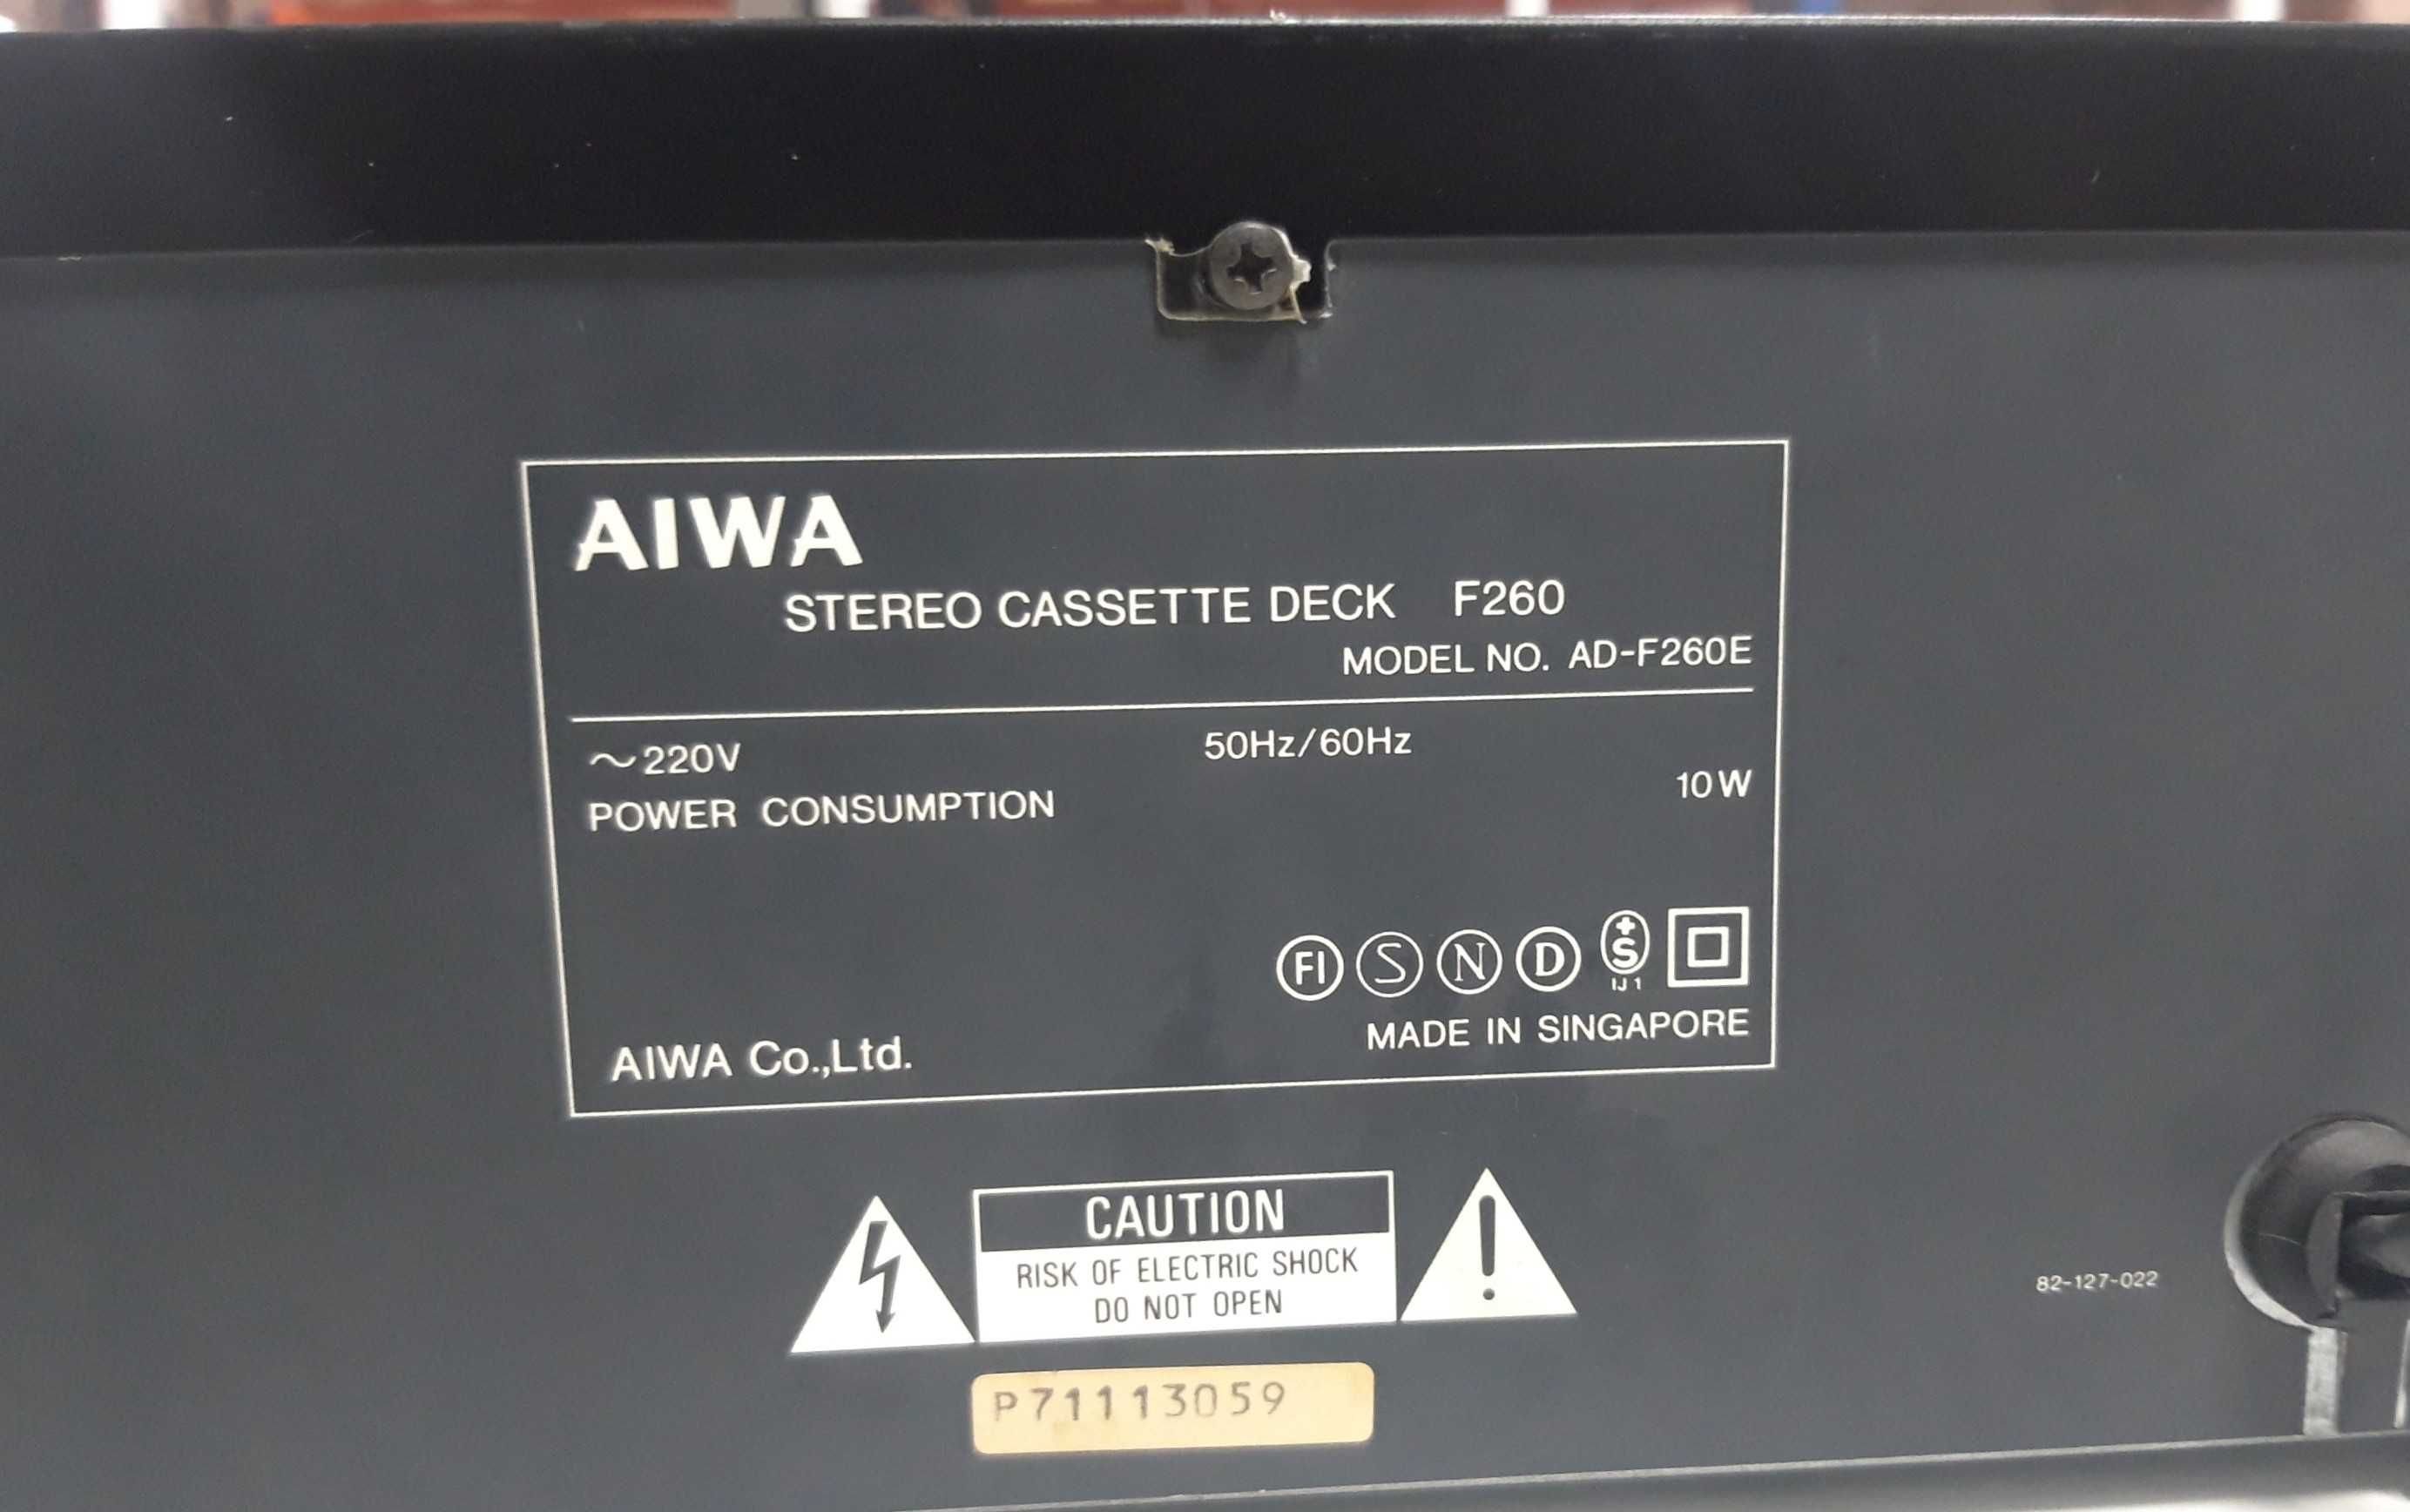 AIWA
STEREO CASSETTE DECK F260
MODEL NO. AD-F260E
~220V 50Hz/60Hz
POWER CONSUMPTION 10W
FI S N D +S IJ1
MADE IN SINGAPORE
AIWA Co.,Ltd.
CAUTION
RISK OF ELECTRIC SHOCK
DO NOT OPEN
82-127-022
P71113059